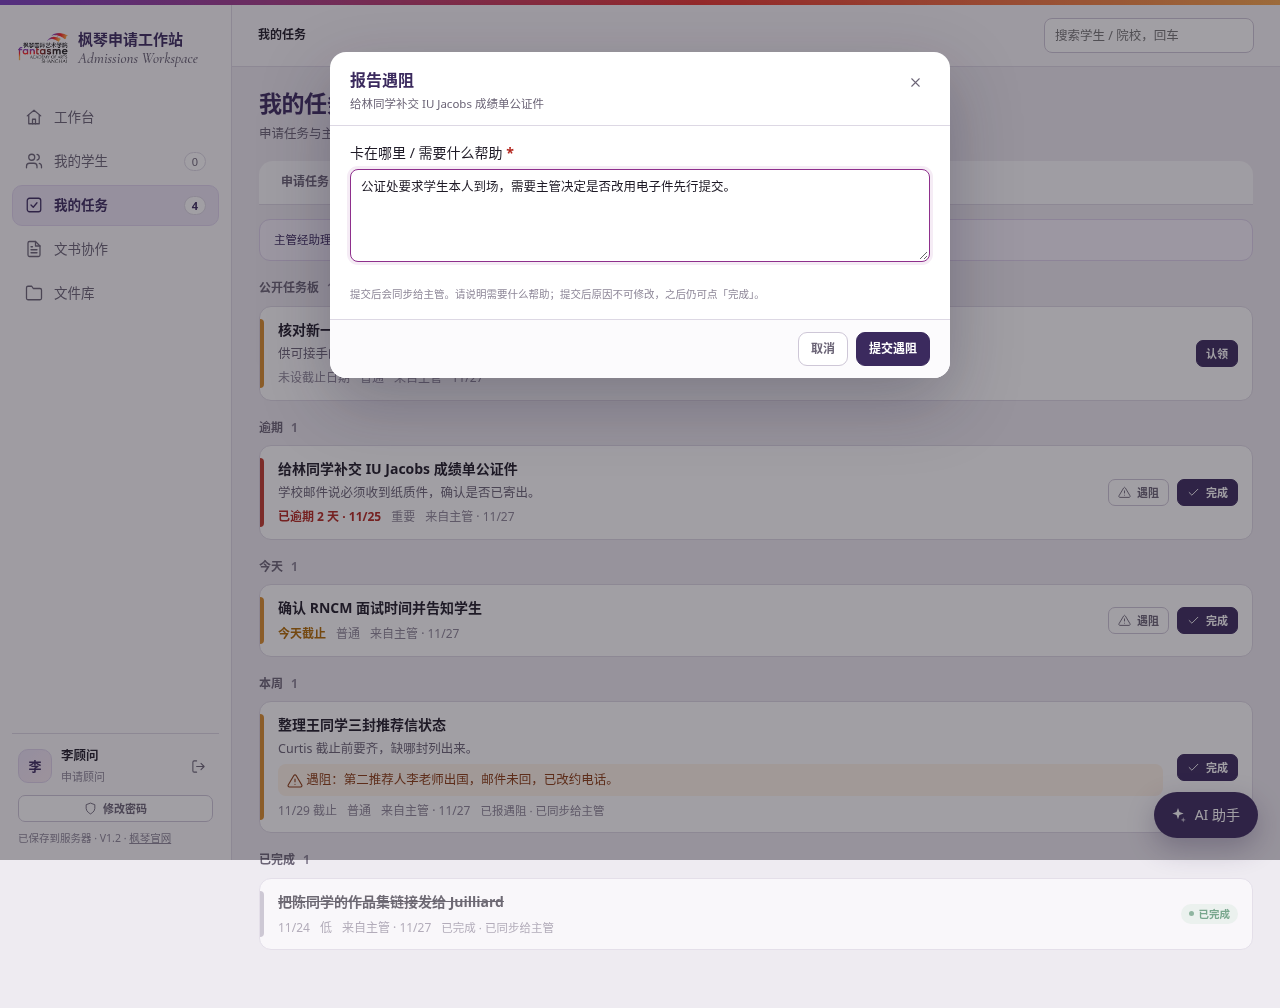 枫琴国际艺术学院
fantasme
ACADEMY OF ARTS
SHANGHAI
枫琴申请工作站
Admissions Workspace
我的任务
搜索学生 / 院校，回车
工作台
我的学生 0
我的任务 4
文书协作
文件库
报告遇阻
给林同学补交 IU Jacobs 成绩单公证件
卡在哪里 / 需要什么帮助 *
公证处要求学生本人到场，需要主管决定是否改用电子件先行提交。
提交后会同步给主管。请说明需要什么帮助；提交后原因不可修改，之后仍可点「完成」。
取消 提交遇阻
我的任
申请任务与主
申请任务
主管经助理
公开任务板
核对新一
供可接手
未设截止日期 普通 来自主管 · 11/27
认领
逾期 1
给林同学补交 IU Jacobs 成绩单公证件
学校邮件说必须收到纸质件，确认是否已寄出。
已逾期 2 天 · 11/25 重要 来自主管 · 11/27
遇阻 完成
今天 1
确认 RNCM 面试时间并告知学生
今天截止 普通 来自主管 · 11/27
遇阻 完成
本周 1
整理王同学三封推荐信状态
Curtis 截止前要齐，缺哪封列出来。
遇阻：第二推荐人李老师出国，邮件未回，已改约电话。
11/29 截止 普通 来自主管 · 11/27 已报遇阻 · 已同步给主管
完成
已完成 1
把陈同学的作品集链接发给 Juilliard
11/24 低 来自主管 · 11/27 已完成 · 已同步给主管
已完成
李 李顾问
申请顾问
修改密码
已保存到服务器 · V1.2 · 枫琴官网
AI 助手